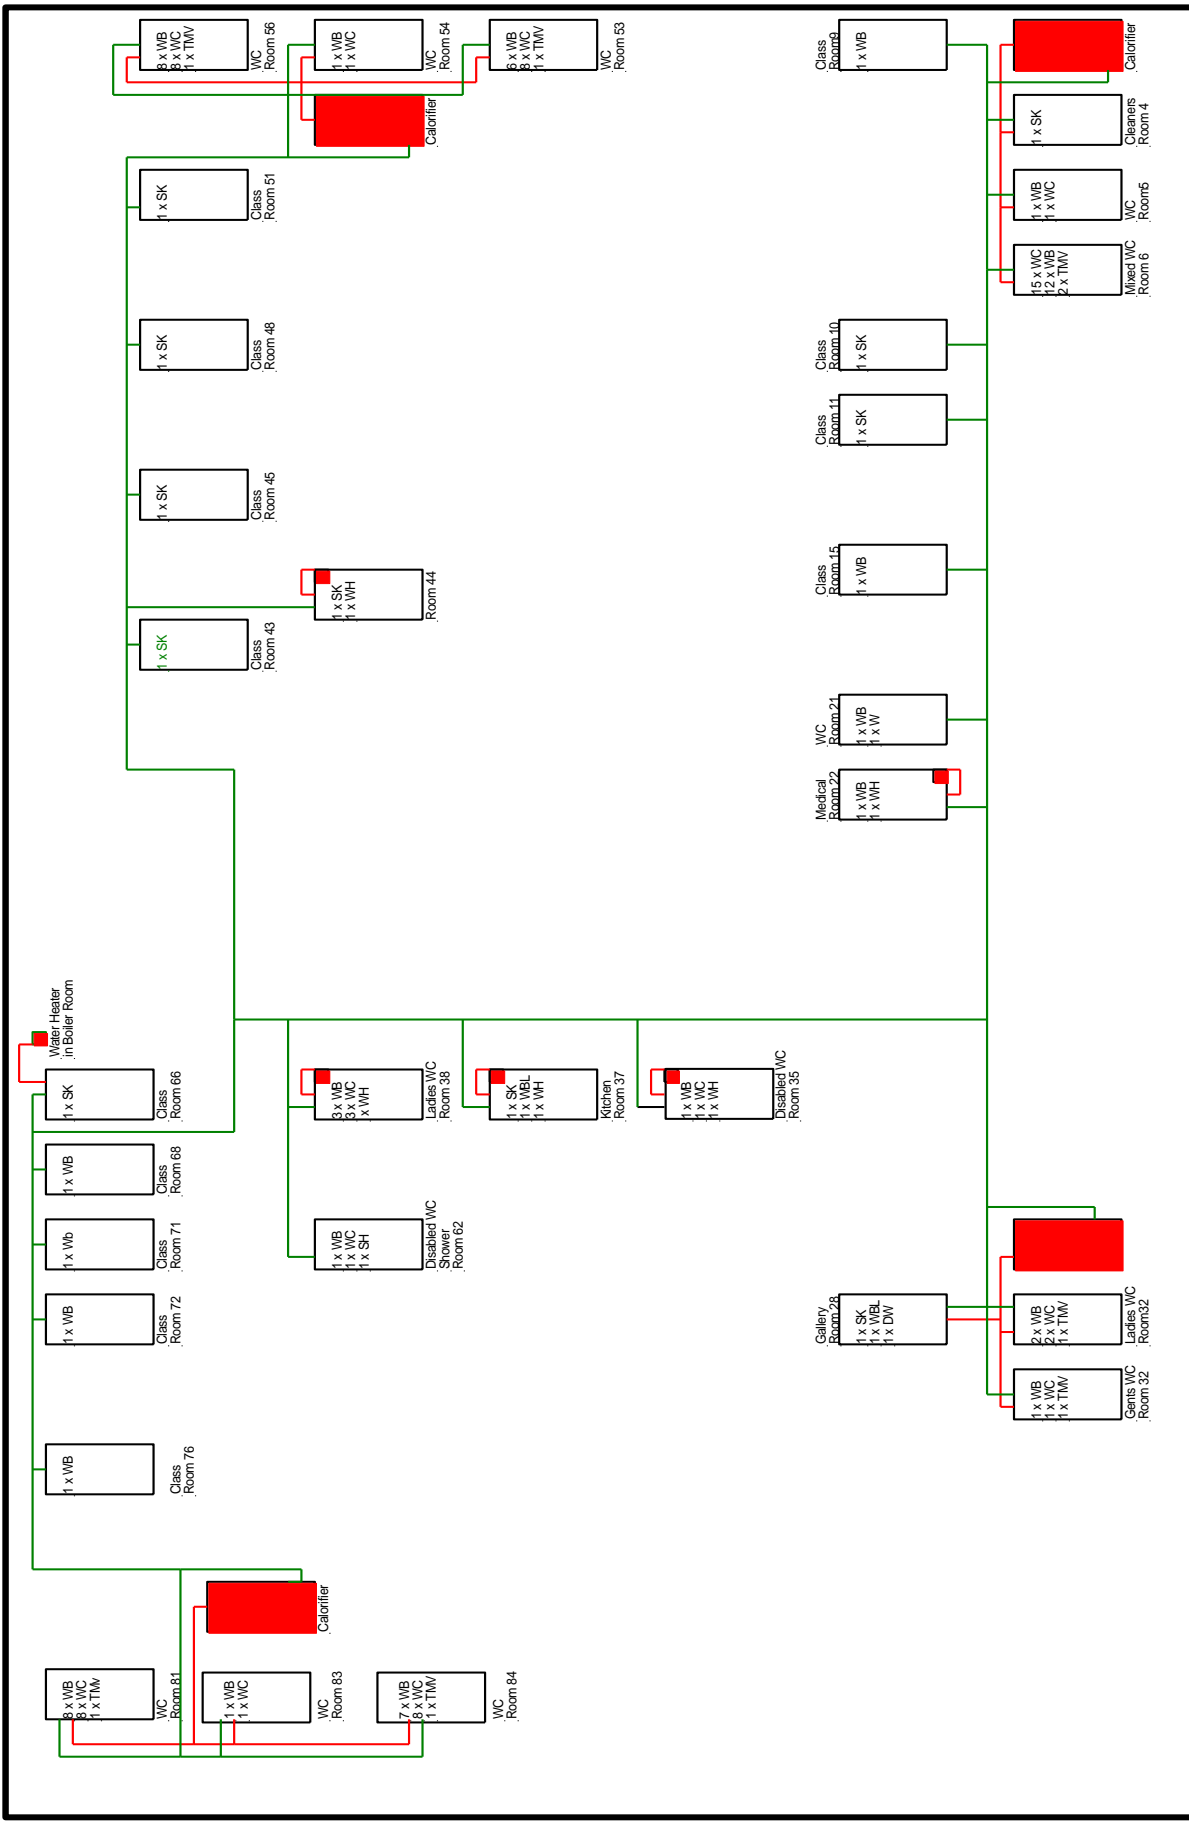 8 x WB
8 x WC
1 x TMv
WC
Room 81
1 x WB
Class
Room 76
1 x WB
Class
Room 72
1 x Wb
Class
Room 71
1 x WB
Class
Room 68
1 x SK
Class
Room 66
Water Heater
in Boiler Room
1 x SK
Class
Room 43
1 x SK
Class
Room 45
1 x SK
Class
Room 48
1 x SK
Class
Room 51
8 x WB
8 x WC
1 x TMV
WC
Room 56
1 x WB
1 x WC
WC
Room 83
Calorifier
1 x WB
1 x WC
1 x SH
Disabled WC
Shower
Room 62
3 x WB
3 x WC
x WH
Ladies WC
Room 38
1 x SK
1 x WH
Room 44
Calorifier
1 x WB
1 x WC
WC
Room 54
7 x WB
8 x WC
1 x TMV
WC
Room 84
1 x SK
1 x WBL
1 x WH
Kitchen
Room 37
6 x WB
8 x WC
1 x TMV
WC
Room 53
1 x WB
1 x WC
1 x WH
Disabled WC
Room 35
Gallery
Room 28
1 x SK
1 x WBL
1 x DW
Medical
Room 22
1 x WB
1 x WH
WC
Room 21
1 x WB
1 x W
Class
Room 15
1 x WB
Class
Room 11
1 x SK
Class
Room 10
1 x SK
Class
Room9
1 x WB
1 x WB
1 x WC
1 x TMV
Gents WC
Room 32
2 x WB
2 x WC
1 x TMV
Ladies WC
Room32
15 x WC
12 x WB
2 x TMV
Mixed WC
Room 6
1 x WB
1 x WC
WC
Room5
1 x SK
Cleaners
Room 4
Calorifier